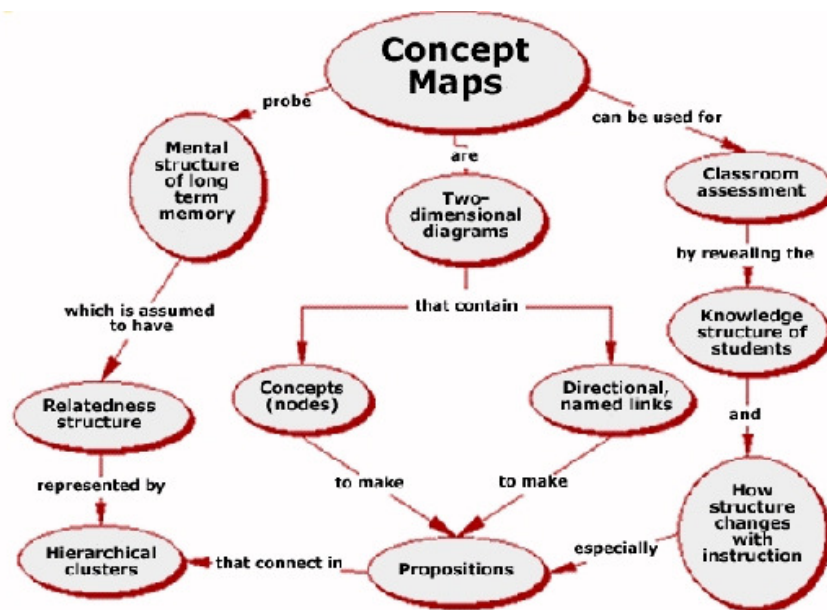 Concept
Maps
probe
can be used for
are
Mental
structure
of long
term
memory
Two-
dimensional
diagrams
Classroom
assessment
by revealing the
which is assumed
to have
that contain
Knowledge
structure of
students
Relatedness
structure
Concepts
(nodes)
Directional,
named links
and
represented by
to make
to make
How
structure
changes
with
instruction
Hierarchical
clusters
that connect in
Propositions
especially